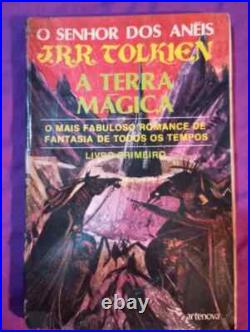 O SENHOR DOS ANÉIS
J.R.R. TOLKIEN
A TERRA
MÁGICA
O MAIS FABULOSO ROMANCE DE
FANTASIA DE TODOS OS TEMPOS
LIVRO PRIMEIRO
artenova